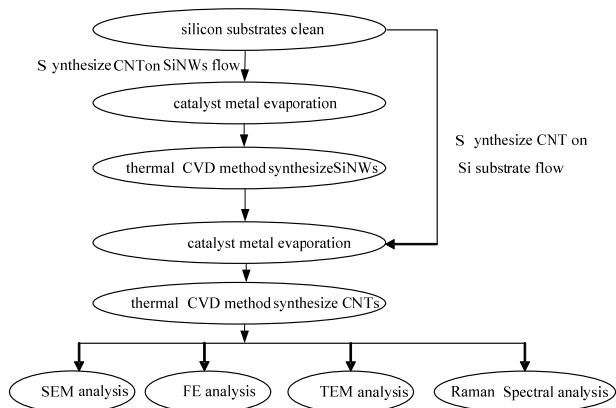 silicon substrates clean
S ynthesize CNTon SiNWs flow
catalyst metal evaporation
thermal CVD method synthesizeSiNWs
S ynthesize CNT on
Si substrate flow
catalyst metal evaporation
thermal CVD method synthesize CNTs
SEM analysis
FE analysis
TEM analysis
Raman Spectral analysis